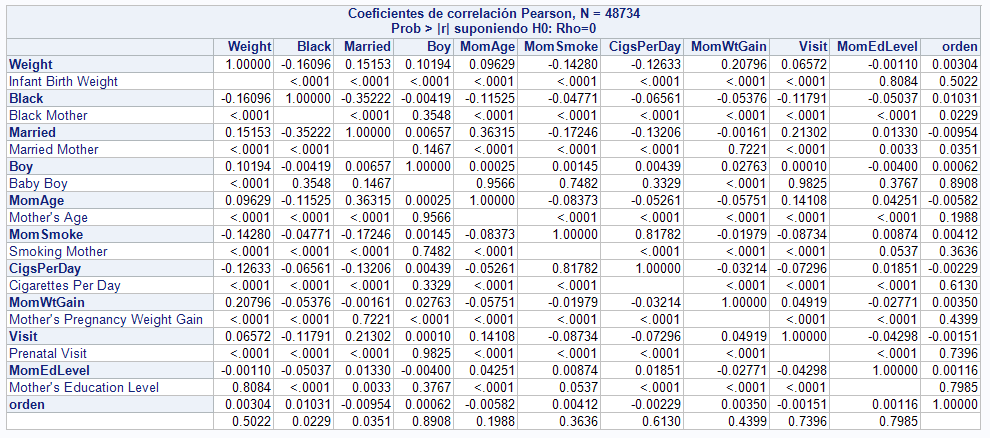 Coeficientes de correlación Pearson, N = 48734
Prob > |r| suponiendo H0: Rho=0
Weight Black Married Boy MomAge MomSmoke CigsPerDay MomWtGain Visit MomEdLevel orden
Weight 1.00000 -0.16096 0.15153 0.10194 0.09629 -0.14280 -0.12633 0.20796 0.06572 -0.00110 0.00304
Infant Birth Weight <.0001 <.0001 <.0001 <.0001 <.0001 <.0001 <.0001 <.0001 0.8084 0.5022
Black -0.16096 1.00000 -0.35222 -0.00419 -0.11525 -0.04771 -0.06561 -0.05376 -0.11791 -0.05037 0.01031
Black Mother <.0001 <.0001 0.3548 <.0001 <.0001 <.0001 <.0001 <.0001 <.0001 0.0229
Married 0.15153 -0.35222 1.00000 0.00657 0.36315 -0.17246 -0.13206 -0.00161 0.21302 0.01330 -0.00954
Married Mother <.0001 <.0001 0.1467 <.0001 <.0001 <.0001 0.7221 <.0001 0.0033 0.0351
Boy 0.10194 -0.00419 0.00657 1.00000 0.00025 0.00145 0.00439 0.02763 0.00010 -0.00400 0.00062
Baby Boy <.0001 0.3548 0.1467 0.9566 0.7482 0.3329 <.0001 0.9825 0.3767 0.8908
MomAge 0.09629 -0.11525 0.36315 0.00025 1.00000 -0.08373 -0.05261 -0.05751 0.14108 0.04251 -0.00582
Mother's Age <.0001 <.0001 <.0001 0.9566 <.0001 <.0001 <.0001 <.0001 <.0001 0.1988
MomSmoke -0.14280 -0.04771 -0.17246 0.00145 -0.08373 1.00000 0.81782 -0.01979 -0.08734 0.00874 0.00412
Smoking Mother <.0001 <.0001 <.0001 0.7482 <.0001 <.0001 <.0001 <.0001 0.0537 0.3636
CigsPerDay -0.12633 -0.06561 -0.13206 0.00439 -0.05261 0.81782 1.00000 -0.03214 -0.07296 0.01851 -0.00229
Cigarettes Per Day <.0001 <.0001 <.0001 0.3329 <.0001 <.0001 <.0001 <.0001 <.0001 0.6130
MomWtGain 0.20796 -0.05376 -0.00161 0.02763 -0.05751 -0.01979 -0.03214 1.00000 0.04919 -0.02771 0.00350
Mother's Pregnancy Weight Gain <.0001 <.0001 0.7221 <.0001 <.0001 <.0001 <.0001 <.0001 <.0001 0.4399
Visit 0.06572 -0.11791 0.21302 0.00010 0.14108 -0.08734 -0.07296 0.04919 1.00000 -0.04298 -0.00151
Prenatal Visit <.0001 <.0001 <.0001 0.9825 <.0001 <.0001 <.0001 <.0001 <.0001 0.7396
MomEdLevel -0.00110 -0.05037 0.01330 -0.00400 0.04251 0.00874 0.01851 -0.02771 -0.04298 1.00000 0.00116
Mother's Education Level 0.8084 <.0001 0.0033 0.3767 <.0001 0.0537 <.0001 <.0001 <.0001 0.7985
orden 0.00304 0.01031 -0.00954 0.00062 -0.00582 0.00412 -0.00229 0.00350 -0.00151 0.00116 1.00000
0.5022 0.0229 0.0351 0.8908 0.1988 0.3636 0.6130 0.4399 0.7396 0.7985